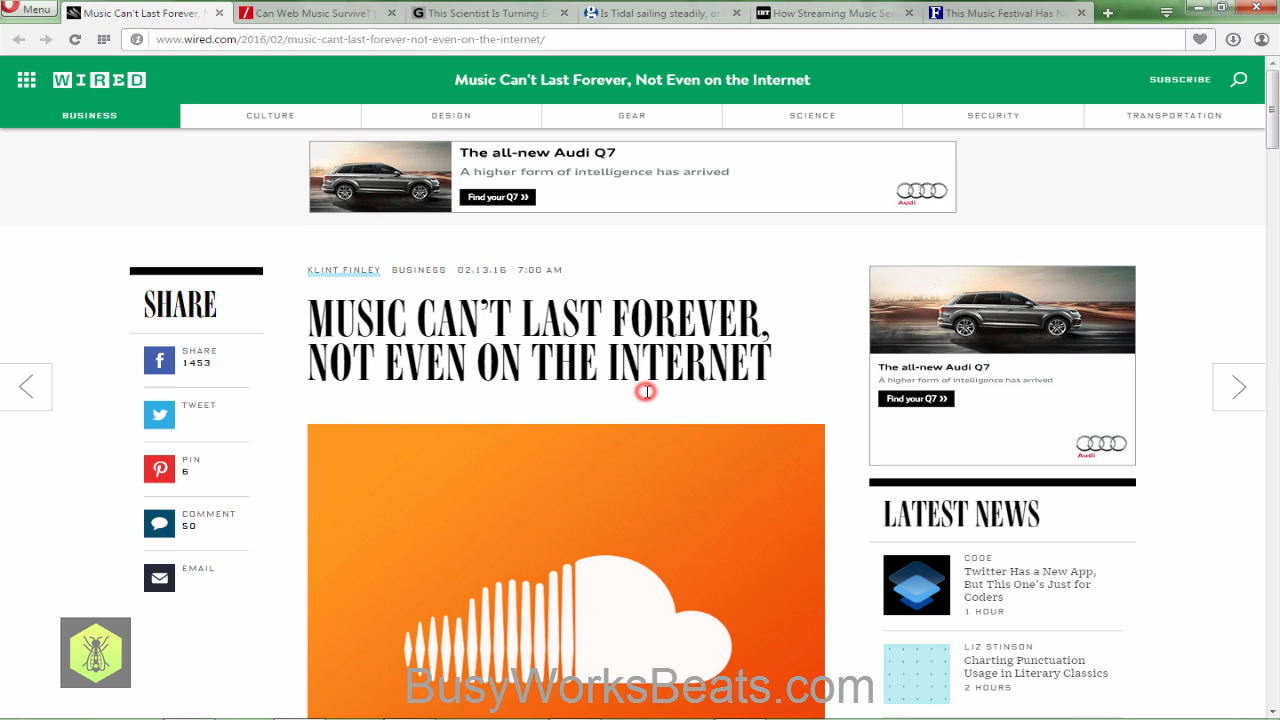 Menu
Music Can't Last Forever, N
Can Web Music Survive? |
This Scientist Is Turning E
Is Tidal sailing steadily, or
IBT
How Streaming Music Ser
This Music Festival Has N
www.wired.com/2016/02/music-cant-last-forever-not-even-on-the-internet/
WIRED
Music Can't Last Forever, Not Even on the Internet
SUBSCRIBE
BUSINESS
CULTURE
DESIGN
GEAR
SCIENCE
SECURITY
TRANSPORTATION
The all-new Audi Q7
A higher form of intelligence has arrived
Find your Q7 »
Audi
SHARE
SHARE
1453
TWEET
PIN
6
COMMENT
50
EMAIL
KLINT FINLEY BUSINESS 02.13.16 7:00 AM
MUSIC CAN'T LAST FOREVER,
NOT EVEN ON THE INTERNET
The all-new Audi Q7
A higher form of intelligence has arrived
Find your Q7 »
Audi
LATEST NEWS
CODE
Twitter Has a New App,
But This One's Just for
Coders
1 HOUR
LIZ STINSON
Charting Punctuation
Usage in Literary Classics
2 HOURS
BusyWorksBeats.com